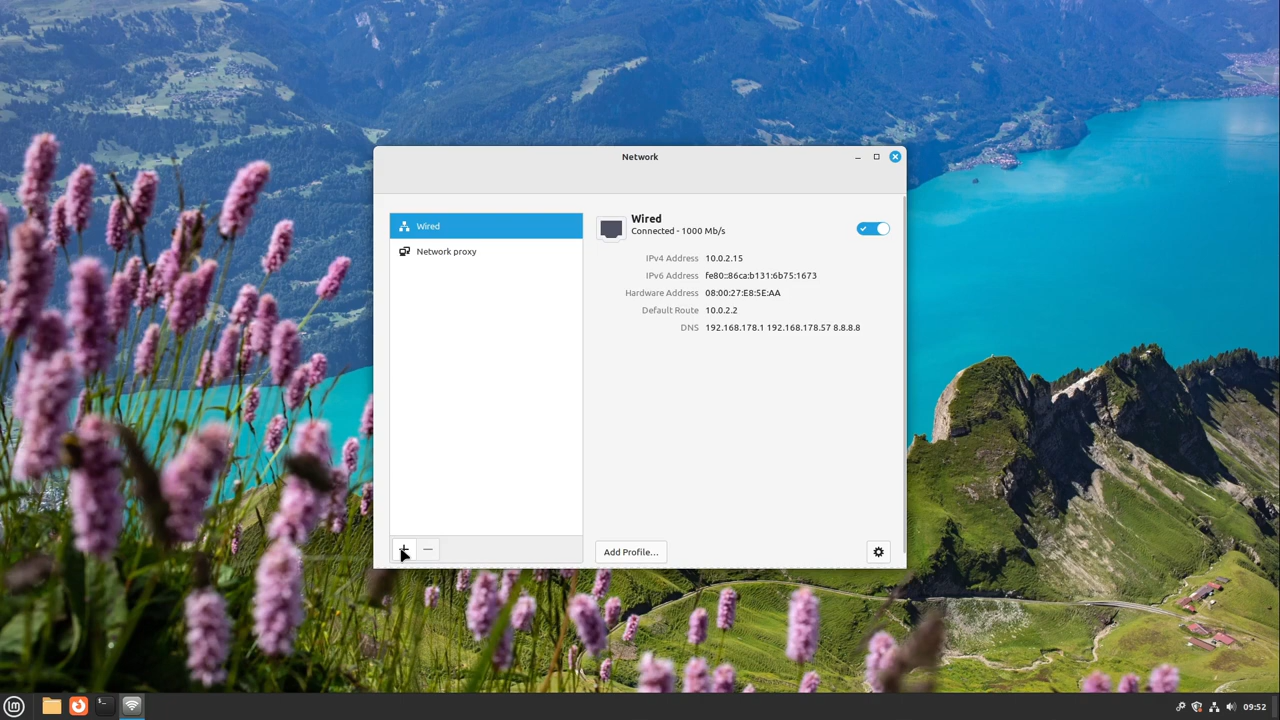 Network
Wired
Network proxy
Wired
Connected - 1000 Mb/s
IPv4 Address 10.0.2.15
IPv6 Address fe80::86ca:b131:6b75:1673
Hardware Address 08:00:27:E8:5E:AA
Default Route 10.0.2.2
DNS 192.168.178.1 192.168.178.57 8.8.8.8
Add Profile...
09:52